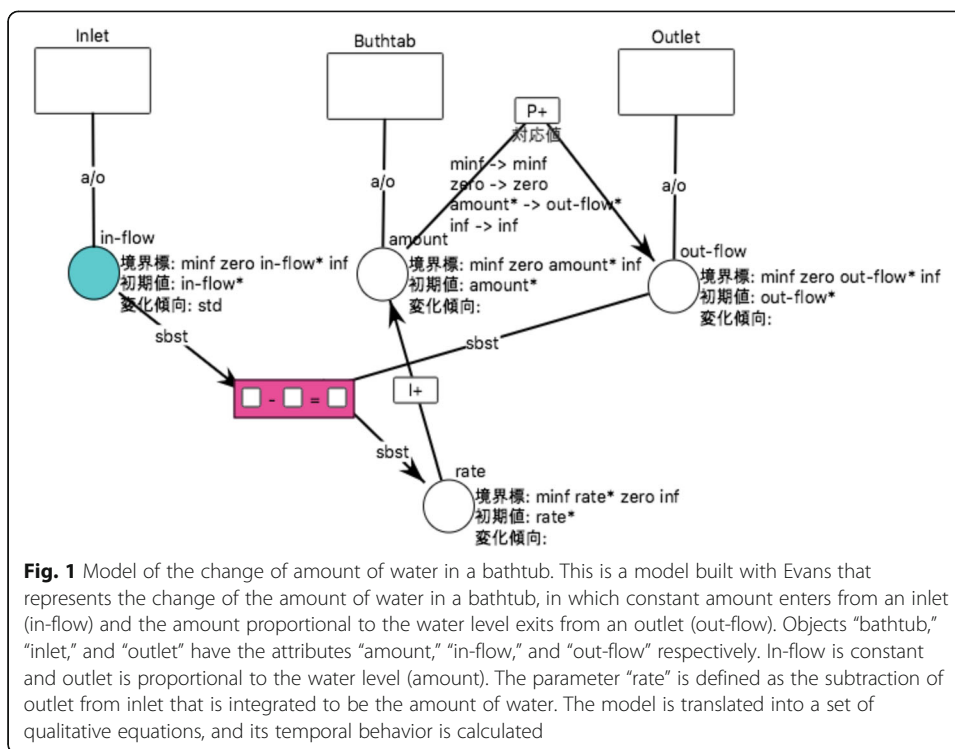 Inlet
Buthtab
Outlet
P+
対応値
minf -> minf
zero -> zero
amount* -> out-flow*
inf -> inf
a/o
a/o
a/o
in-flow
境界標: minf zero in-flow* inf
初期値: in-flow*
変化傾向: std
amount
境界標: minf zero amount* inf
初期値: amount*
変化傾向:
out-flow
境界標: minf zero out-flow* inf
初期値: out-flow*
変化傾向:
sbst
sbst
- =
I+
sbst
rate
境界標: minf rate* zero inf
初期値: rate*
変化傾向:
Fig. 1 Model of the change of amount of water in a bathtub. This is a model built with Evans that
represents the change of the amount of water in a bathtub, in which constant amount enters from an inlet
(in-flow) and the amount proportional to the water level exits from an outlet (out-flow). Objects “bathtub,”
“inlet,” and “outlet” have the attributes “amount,” “in-flow,” and “out-flow” respectively. In-flow is constant
and outlet is proportional to the water level (amount). The parameter “rate” is defined as the subtraction of
outlet from inlet that is integrated to be the amount of water. The model is translated into a set of
qualitative equations, and its temporal behavior is calculated